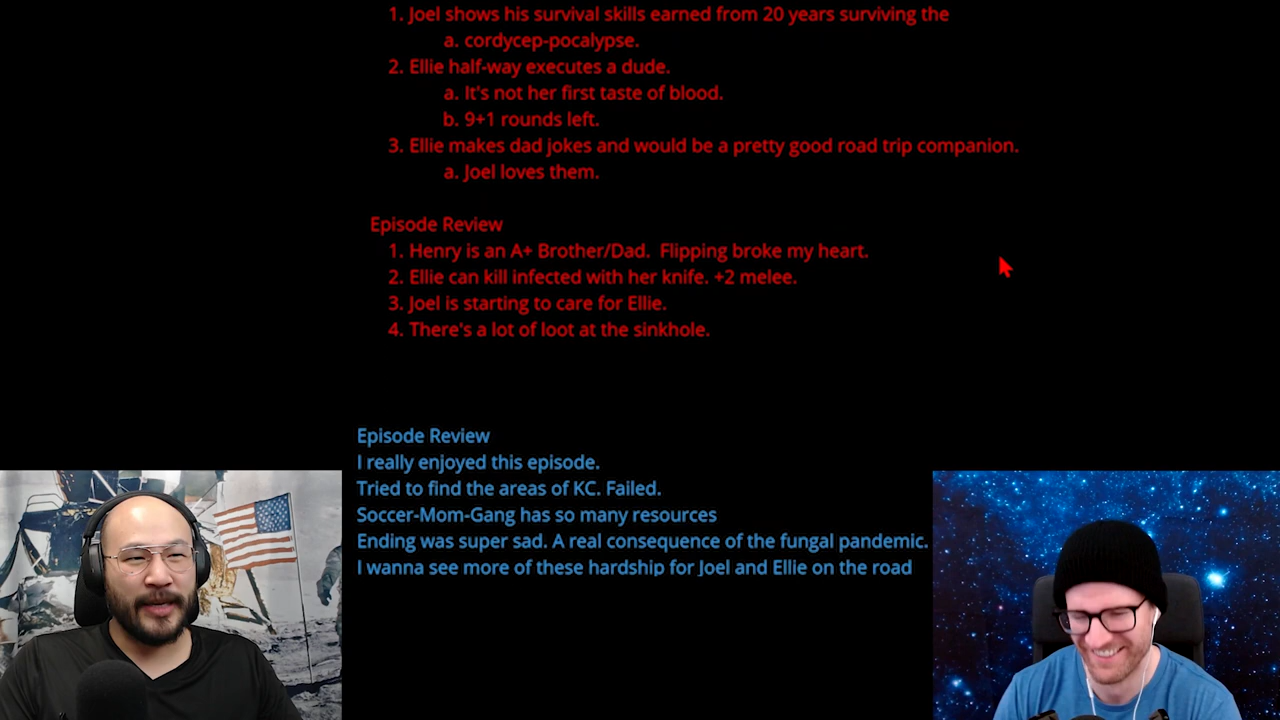 1. Joel shows his survival skills earned from 20 years surviving the
a. cordycep-pocalypse.
2. Ellie half-way executes a dude.
a. It's not her first taste of blood.
b. 9+1 rounds left.
3. Ellie makes dad jokes and would be a pretty good road trip companion.
a. Joel loves them.
Episode Review
1. Henry is an A+ Brother/Dad.  Flipping broke my heart.
2. Ellie can kill infected with her knife. +2 melee.
3. Joel is starting to care for Ellie.
4. There's a lot of loot at the sinkhole.
Episode Review
I really enjoyed this episode.
Tried to find the areas of KC. Failed.
Soccer-Mom-Gang has so many resources
Ending was super sad. A real consequence of the fungal pandemic.
I wanna see more of these hardship for Joel and Ellie on the road